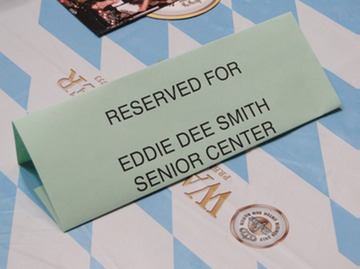 RESERVED FOR
EDDIE DEE SMITH
SENIOR CENTER